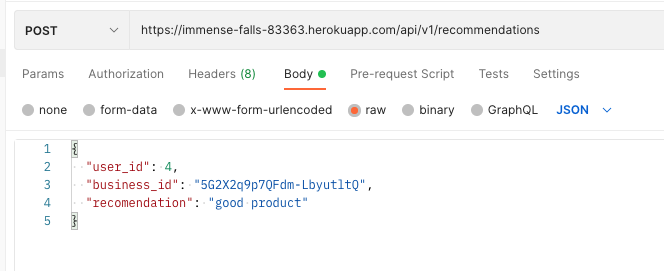 POST https://immense-falls-83363.herokuapp.com/api/v1/recommendations
Params Authorization Headers (8) Body Pre-request Script Tests Settings
none form-data x-www-form-urlencoded raw binary GraphQL JSON
1 {
2 "user_id": 4,
3 "business_id": "5G2X2q9p7QFdm-LbyutltQ",
4 "recomendation": "good product"
5 }